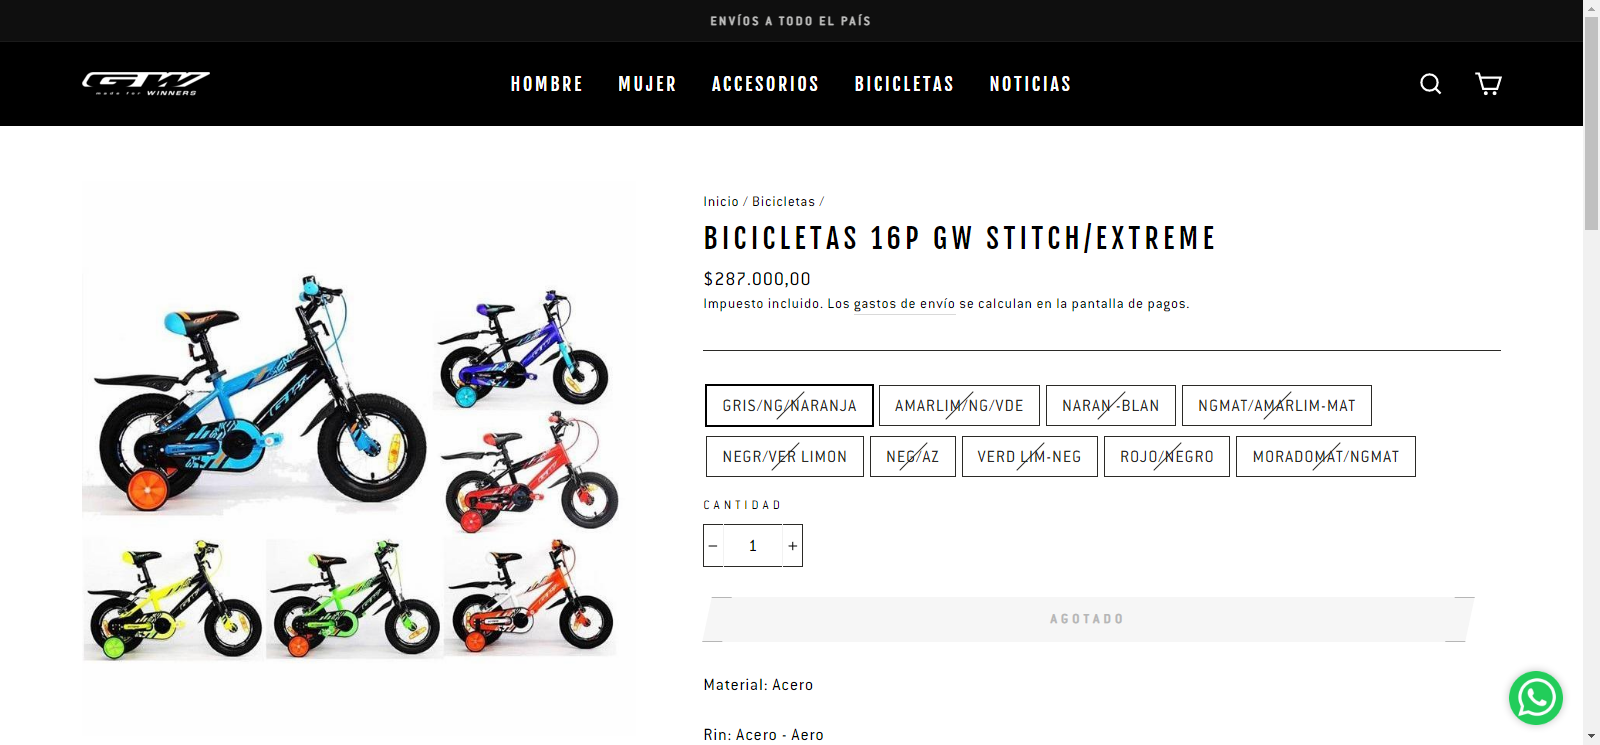 ENVÍOS A TODO EL PAÍS
GW
made for WINNERS
HOMBRE MUJER ACCESORIOS BICICLETAS NOTICIAS
Inicio / Bicicletas /
BICICLETAS 16P GW STITCH/EXTREME
$287.000,00
Impuesto incluido. Los gastos de envío se calculan en la pantalla de pagos.
GRIS/NG/NARANJA AMARLIM/NG/VDE NARAN -BLAN NGMAT/AMARLIM-MAT
NEGR/VER LIMON NEG/AZ VERD LIM-NEG ROJO/NEGRO MORADOMAT/NGMAT
CANTIDAD
− 1 +
AGOTADO
Material: Acero
Rin: Acero - Aero